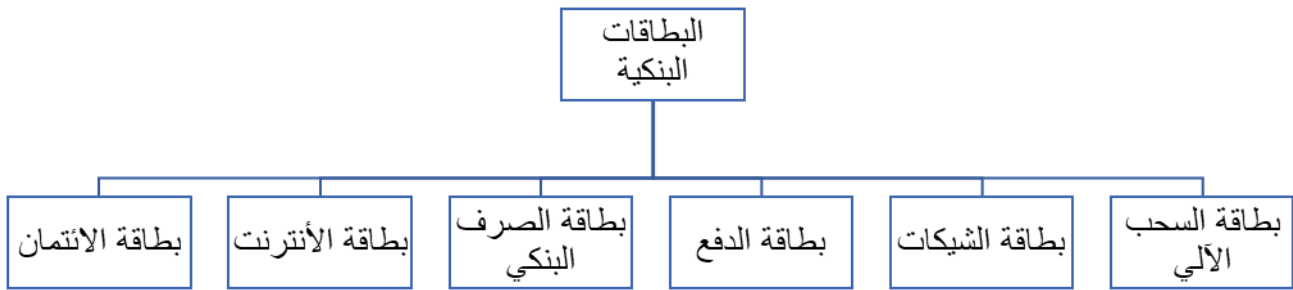 البطاقات
البنكية
بطاقة السحب
الآلي
بطاقة الشيكات
بطاقة الدفع
بطاقة الصرف
البنكي
بطاقة الأنترنت
بطاقة الائتمان